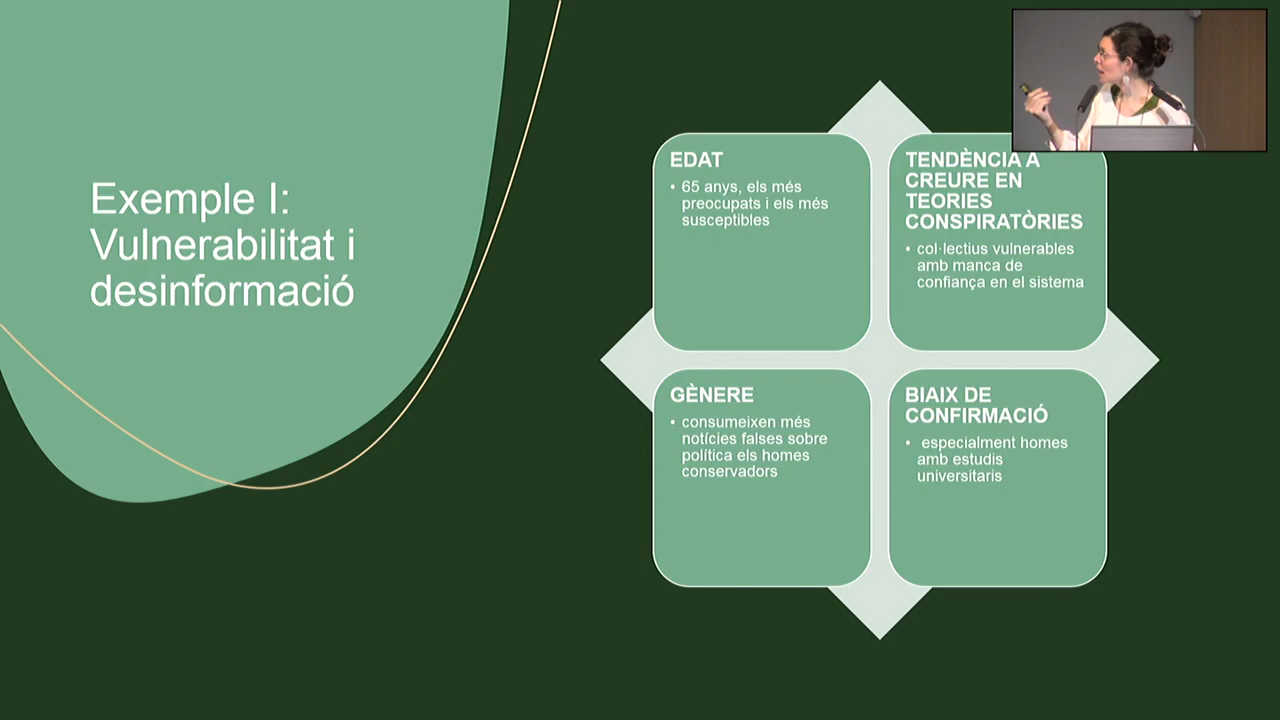 Exemple I:
Vulnerabilitat i
desinformació
EDAT
• 65 anys, els més
preocupats i els més
susceptibles
TENDÈNCIA A
CREURE EN
TEORIES
CONSPIRATÒRIES
• col·lectius vulnerables
amb manca de
confiança en el sistema
GÈNERE
• consumeixen més
notícies falses sobre
política els homes
conservadors
BIAIX DE
CONFIRMACIÓ
• especialment homes
amb estudis
universitaris